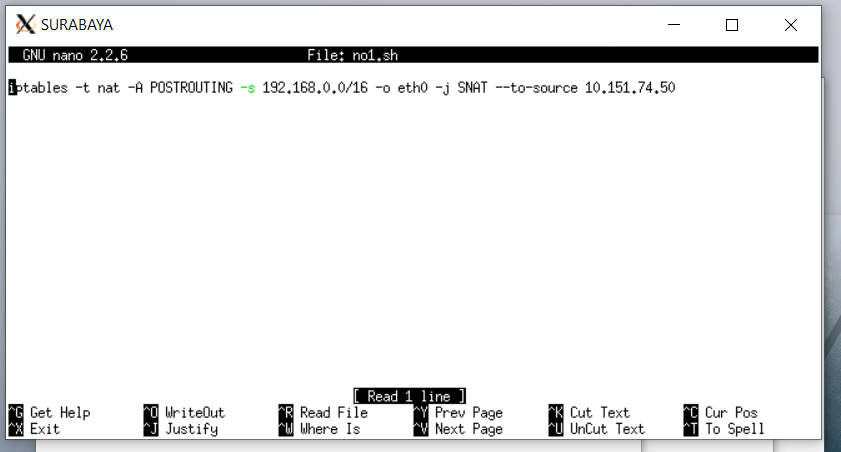 SURABAYA
GNU nano 2.2.6 File: no1.sh
iptables -t nat -A POSTROUTING -s 192.168.0.0/16 -o eth0 -j SNAT --to-source 10.151.74.50
[ Read 1 line ]
^G Get Help ^O WriteOut ^R Read File ^Y Prev Page ^K Cut Text ^C Cur Pos
^X Exit ^J Justify ^W Where Is ^V Next Page ^U UnCut Text ^T To Spell